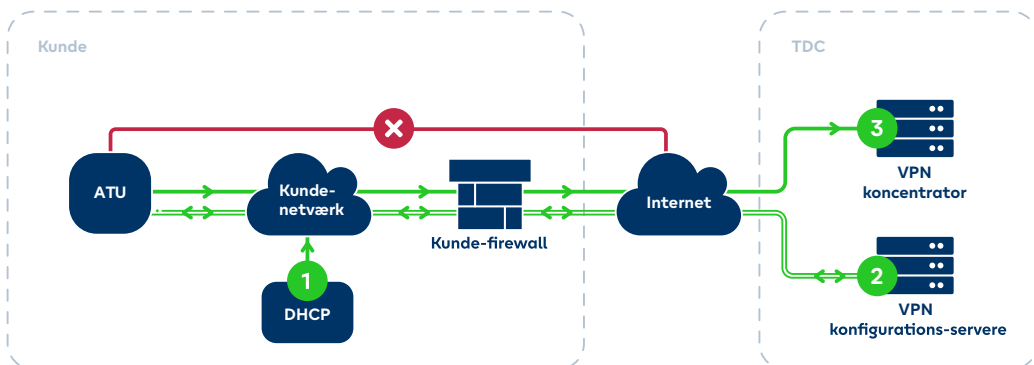 Kunde
TDC
ATU
Kunde-
netværk
Kunde-firewall
Internet
3
VPN
koncentrator
1
DHCP
2
VPN
konfigurations-servere